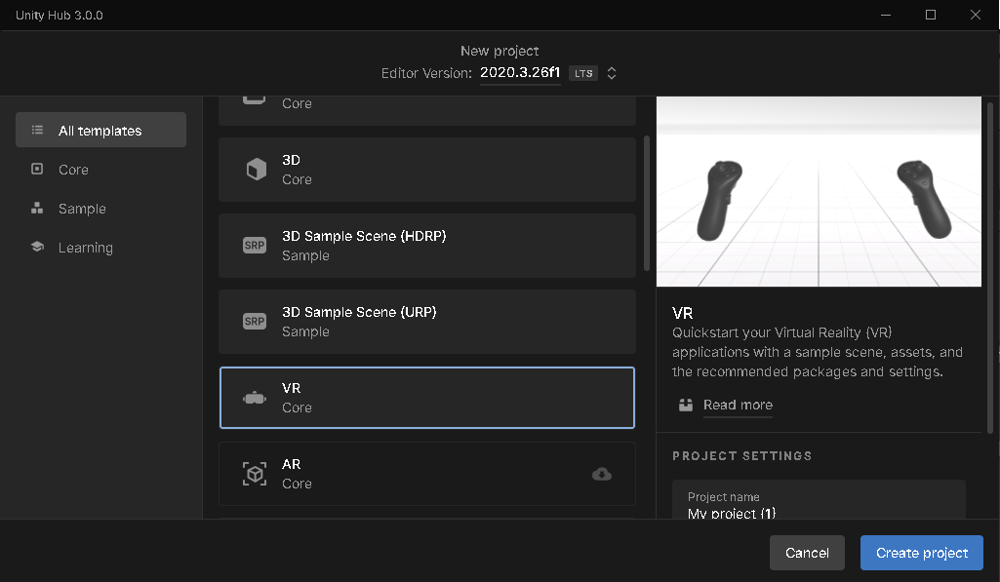 Unity Hub 3.0.0
New project
Editor Version: 2020.3.26f1 LTS
All templates
Core
Sample
Learning
Core
3D
Core
SRP
3D Sample Scene (HDRP)
Sample
SRP
3D Sample Scene (URP)
Sample
VR
Core
AR
Core
VR
Quickstart your Virtual Reality (VR)
applications with a sample scene, assets, and
the recommended packages and settings.
Read more
PROJECT SETTINGS
Project name
My project (1)
Cancel
Create project